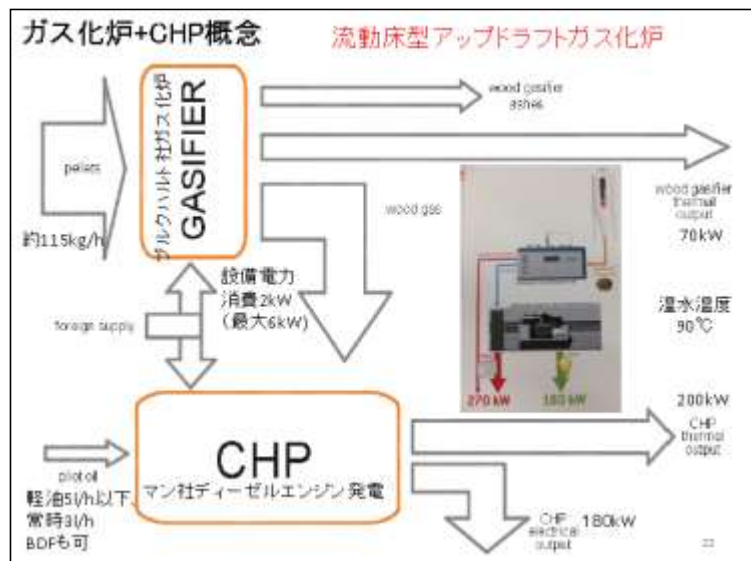 ガス化炉+CHP概念
流動床型アップドラフトガス化炉
ブルクハルト社ガス化炉
GASIFIER
wood gasifier
ashes
pellets
約115kg/h
wood gas
wood gasifier
thermal
output
70kW
設備電力
消費2kW
(最大6kW)
foreign supply
温水温度
90℃
270 kW
180 kW
200kW
CHP
thermal
output
CHP
マン社ディーゼルエンジン発電
pilot oil
軽油5l/h以下、
常時3l/h
BDFも可
CHP
electrical
output
180kW
22